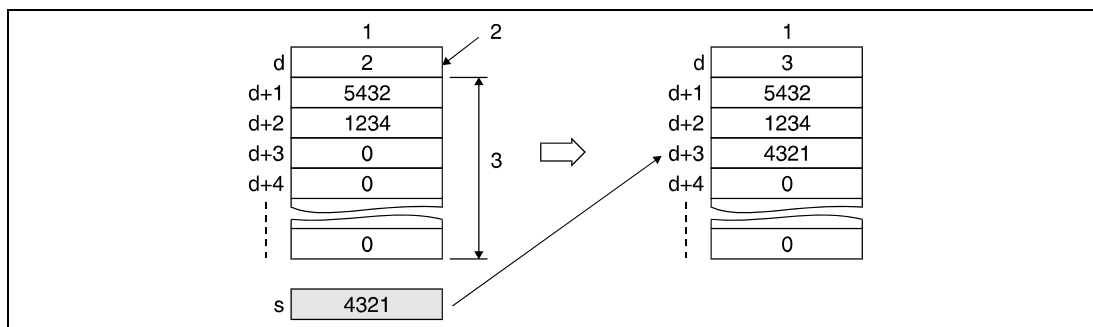 1 2 1
d 2 d 3
d+1 5432 d+1 5432
d+2 1234 d+2 1234
d+3 0 3 d+3 4321
d+4 0 d+4 0
0 0
s 4321